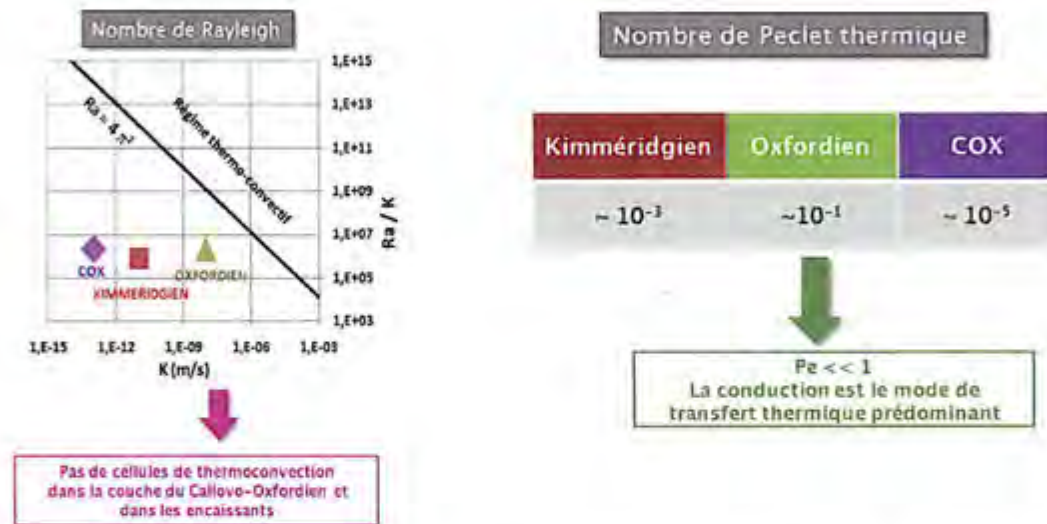 Nombre de Rayleigh
1,E+15
1,E+13
1,E+11
1,E+09
1,E+07
1,E+05
1,E+03
Ra / K
Ra = 4 π²
Régime thermo-convectif
COX
KIMMERIDGIEN
OXFORDIEN
1,E-15 1,E-12 1,E-09 1,E-06 1,E-03
K (m/s)
Pas de cellules de thermoconvection
dans la couche du Callovo-Oxfordien et
dans les encaissants
Nombre de Peclet thermique
Kimméridgien Oxfordien COX
~ 10⁻³ ~10⁻¹ ~ 10⁻⁵
Pe << 1
La conduction est le mode de
transfert thermique prédominant